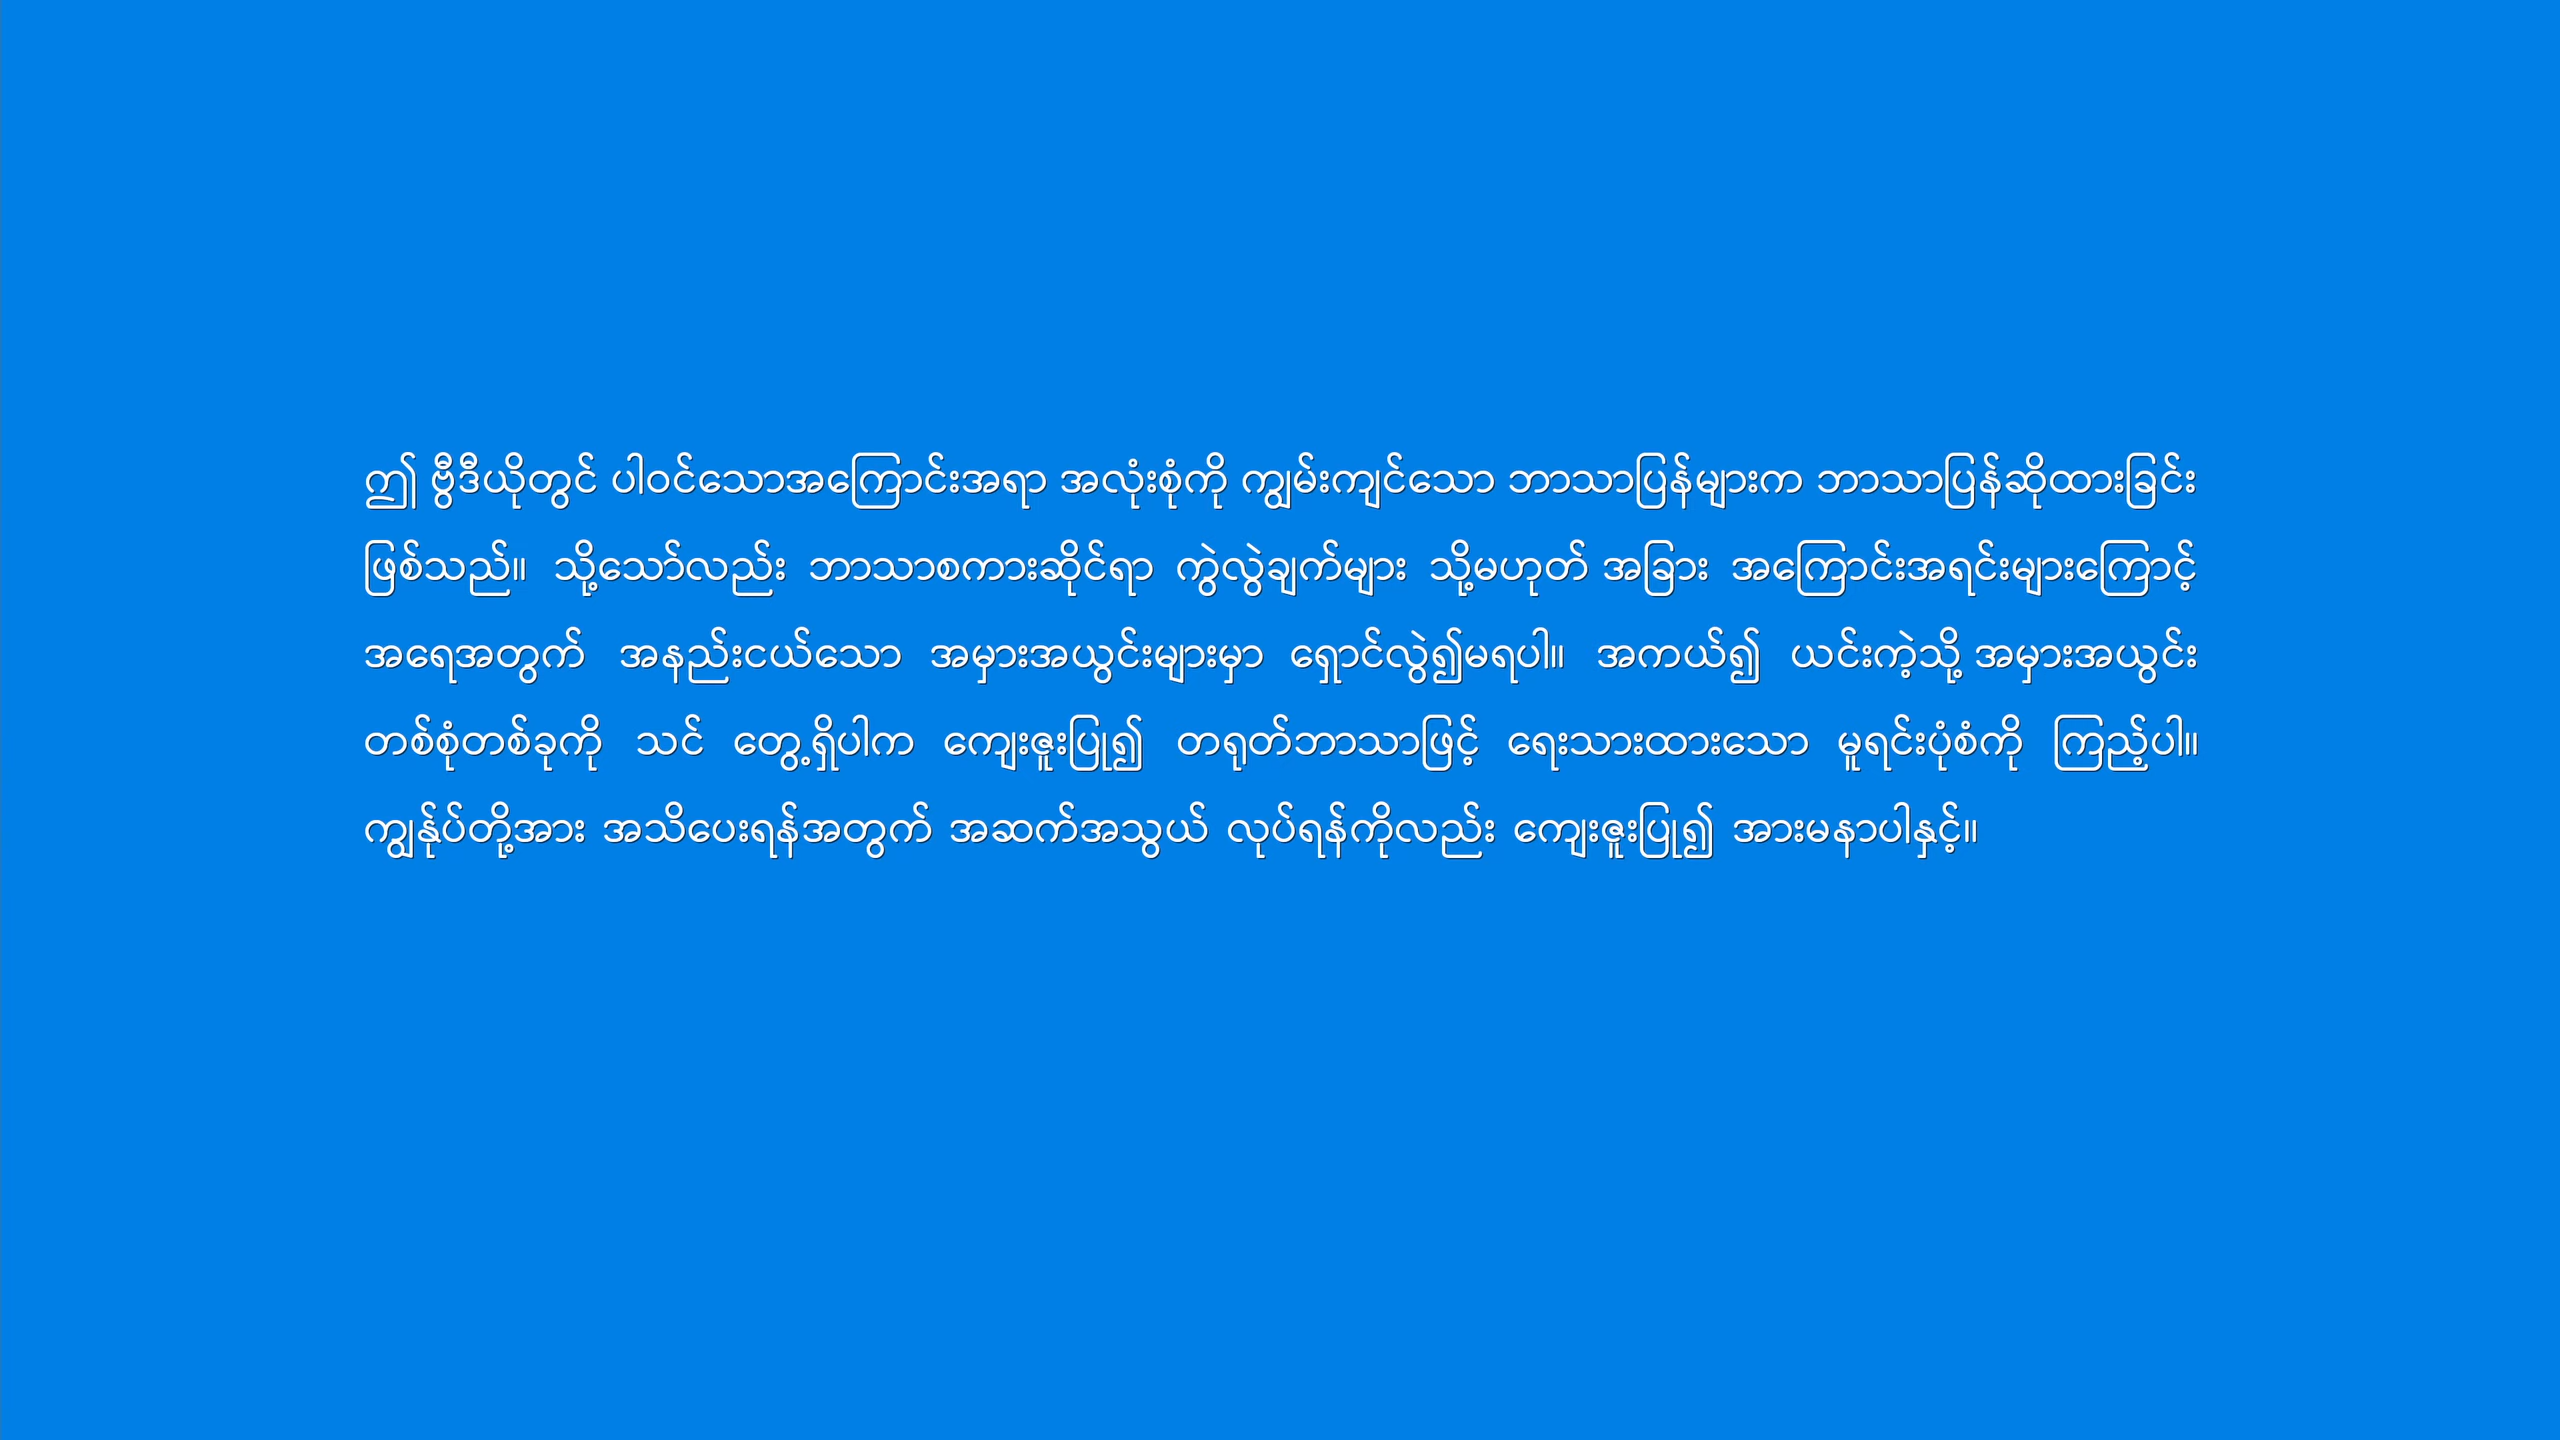 ဤ ဗွီဒီယိုတွင် ပါဝင်သောအကြောင်းအရာ အလုံးစုံကို ကျွမ်းကျင်သော ဘာသာပြန်များက ဘာသာပြန်ဆိုထားခြင်း
ဖြစ်သည်။ သို့သော်လည်း ဘာသာစကားဆိုင်ရာ ကွဲလွဲချက်များ သို့မဟုတ် အခြား အကြောင်းအရင်းများကြောင့်
အရေအတွက် အနည်းငယ်သော အမှားအယွင်းများမှာ ရှောင်လွဲ၍မရပါ။ အကယ်၍ ယင်းကဲ့သို့ အမှားအယွင်း
တစ်စုံတစ်ခုကို သင် တွေ့ရှိပါက ကျေးဇူးပြု၍ တရုတ်ဘာသာဖြင့် ရေးသားထားသော မူရင်းပုံစံကို ကြည့်ပါ။
ကျွန်ုပ်တို့အား အသိပေးရန်အတွက် အဆက်အသွယ် လုပ်ရန်ကိုလည်း ကျေးဇူးပြု၍ အားမနာပါနှင့်။